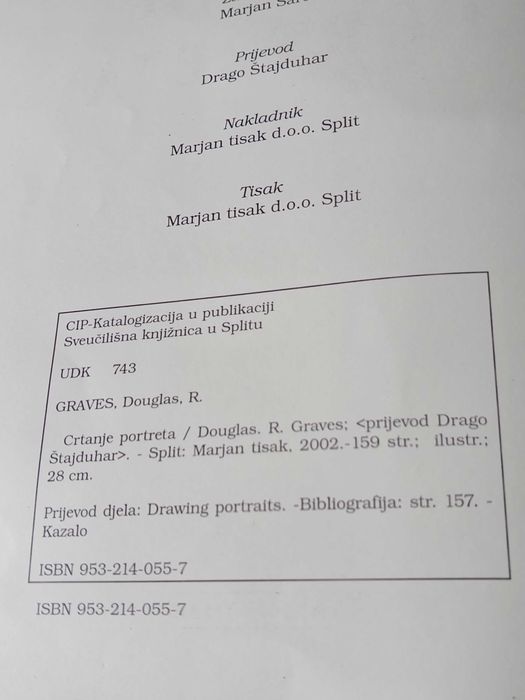 Marjan
Prijevod
Drago Štajduhar
Nakladnik
Marjan tisak d.o.o. Split
Tisak
Marjan tisak d.o.o. Split
CIP-Katalogizacija u publikaciji
Sveučilišna knjižnica u Splitu
UDK 743
GRAVES, Douglas, R.
Crtanje portreta / Douglas. R. Graves; <prijevod Drago
Štajduhar>. - Split: Marjan tisak, 2002.-159 str.; ilustr.;
28 cm.
Prijevod djela: Drawing portraits. -Bibliografija: str. 157. -
Kazalo
ISBN 953-214-055-7
ISBN 953-214-055-7